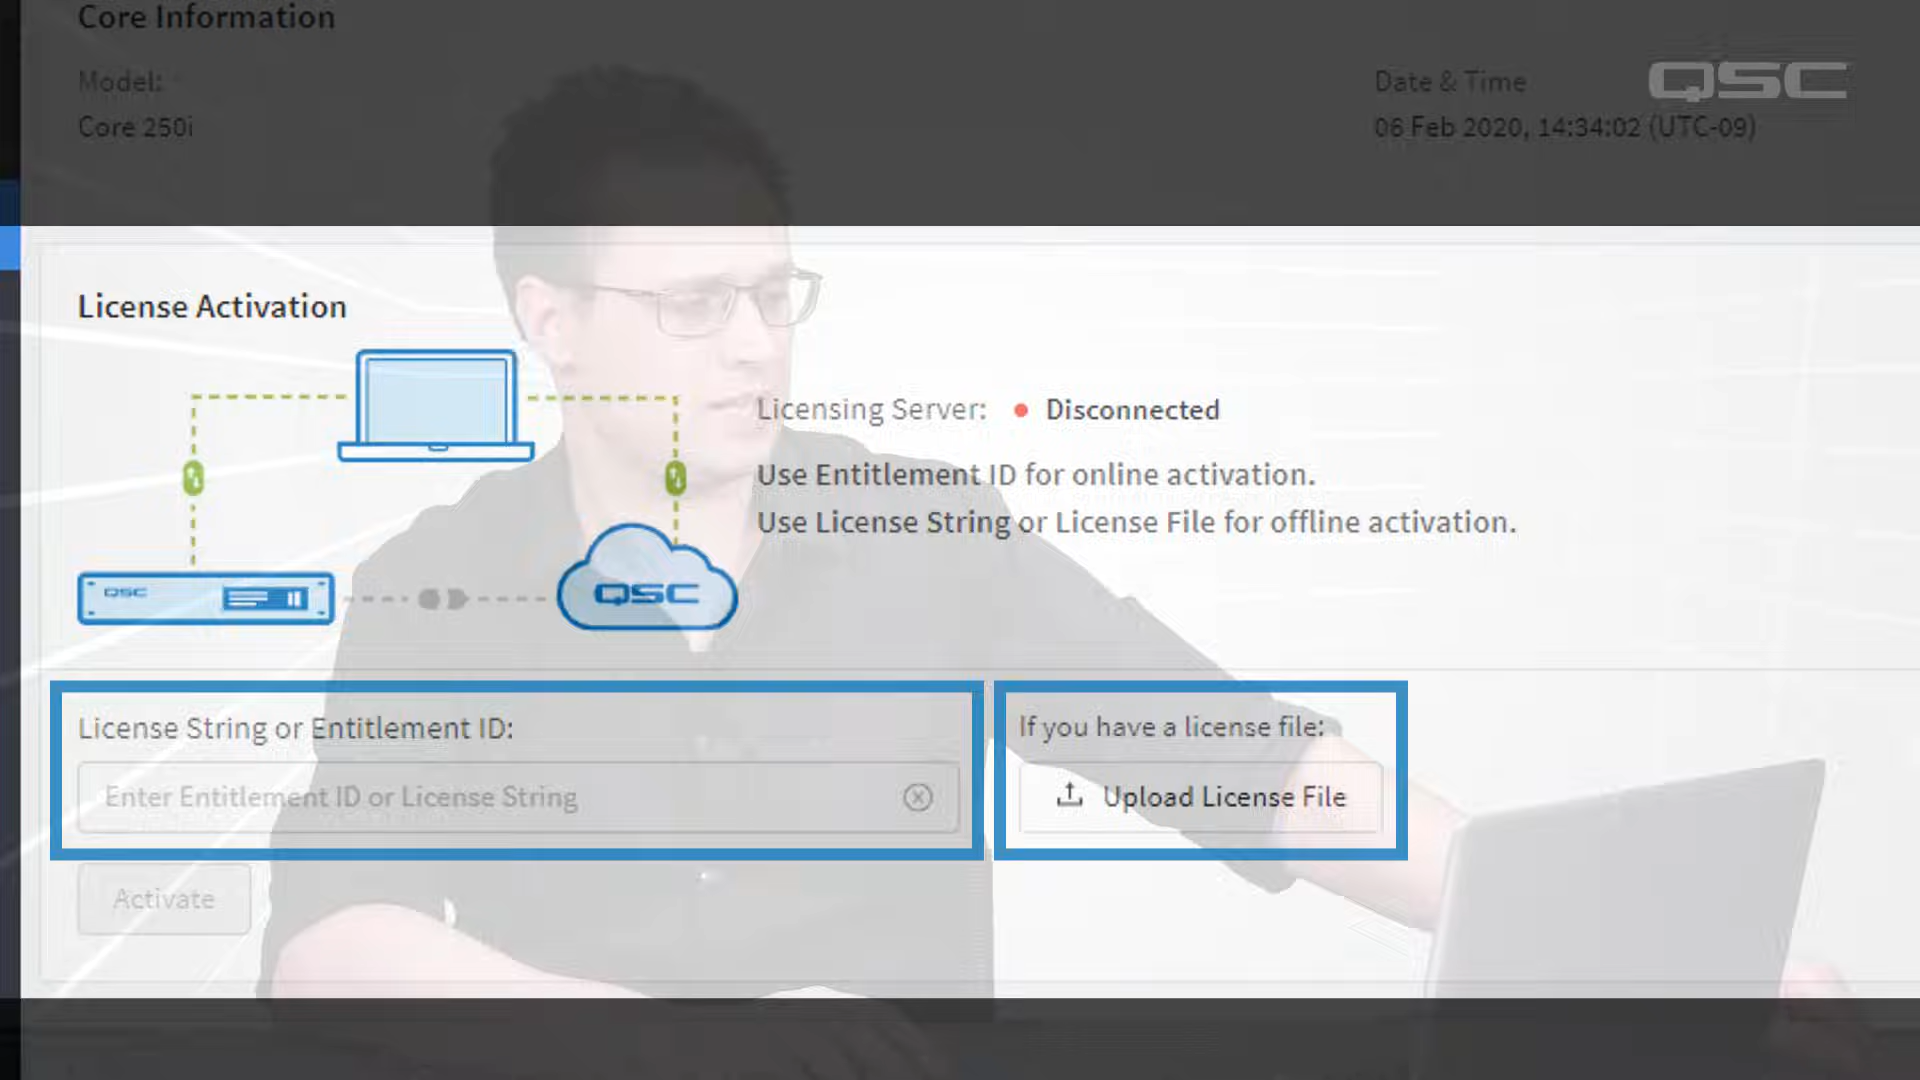 Core Information
QSC
Model:
Date & Time
Core 250i
06 Feb 2020, 14:34:02 (UTC-09)
License Activation
Licensing Server: Disconnected
Use Entitlement ID for online activation.
Use License String or License File for offline activation.
QSC
QSC
License String or Entitlement ID:
If you have a license file:
Enter Entitlement ID or License String
Upload License File
Activate